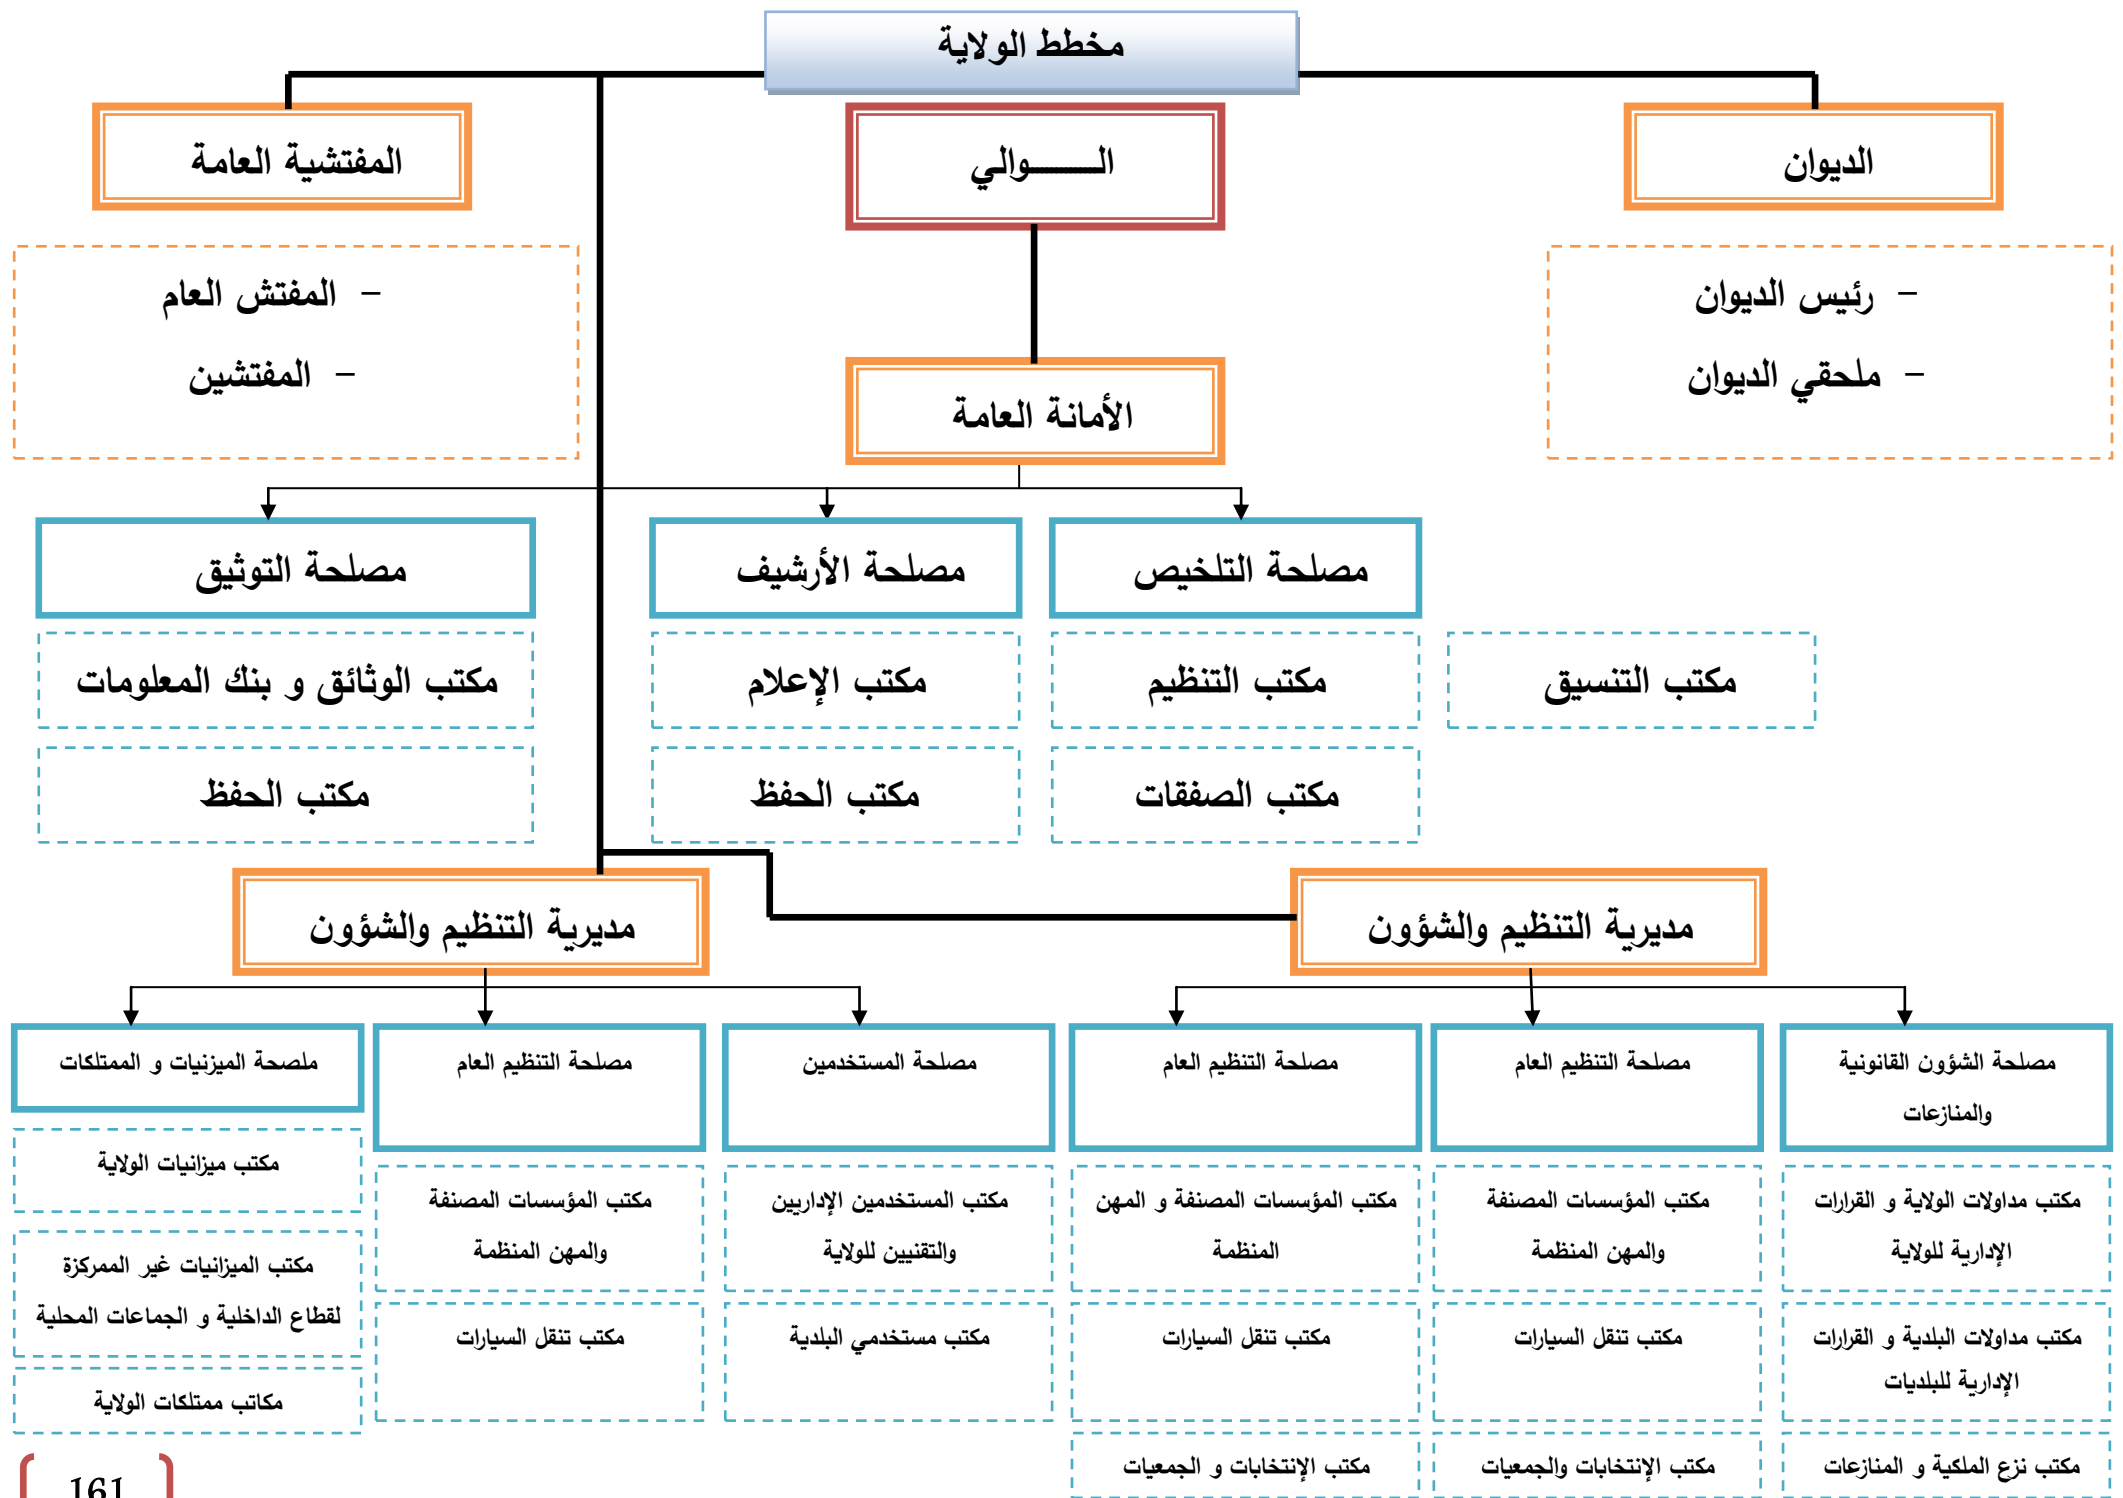 مخطط الولاية
الديوان
الـــــــوالي
المفتشية العامة
- رئيس الديوان
- ملحقي الديوان
- المفتش العام
- المفتشين
الأمانة العامة
مصلحة التلخيص
مصلحة الأرشيف
مصلحة التوثيق
مكتب التنسيق
مكتب التنظيم
مكتب الإعلام
مكتب الوثائق و بنك المعلومات
مكتب الصفقات
مكتب الحفظ
مكتب الحفظ
مديرية التنظيم والشؤون
مديرية التنظيم والشؤون
مصلحة الشؤون القانونية
والمنازعات
مصلحة التنظيم العام
مصلحة التنظيم العام
مصلحة المستخدمين
مصلحة التنظيم العام
ملصحة الميزنيات و الممتلكات
مكتب مداولات الولاية و القرارات
الإدارية للولاية
مكتب المؤسسات المصنفة
والمهن المنظمة
مكتب المؤسسات المصنفة و المهن
المنظمة
مكتب المستخدمين الإداريين
والتقنيين للولاية
مكتب المؤسسات المصنفة
والمهن المنظمة
مكتب ميزانيات الولاية
مكتب الميزانيات غير الممركزة
لقطاع الداخلية و الجماعات المحلية
مكتب مداولات البلدية و القرارات
الإدارية للبلديات
مكتب تنقل السيارات
مكتب تنقل السيارات
مكتب مستخدمي البلدية
مكتب تنقل السيارات
مكاتب ممتلكات الولاية
مكتب نزع الملكية و المنازعات
مكتب الإنتخابات والجمعيات
مكتب الإنتخابات و الجمعيات
161